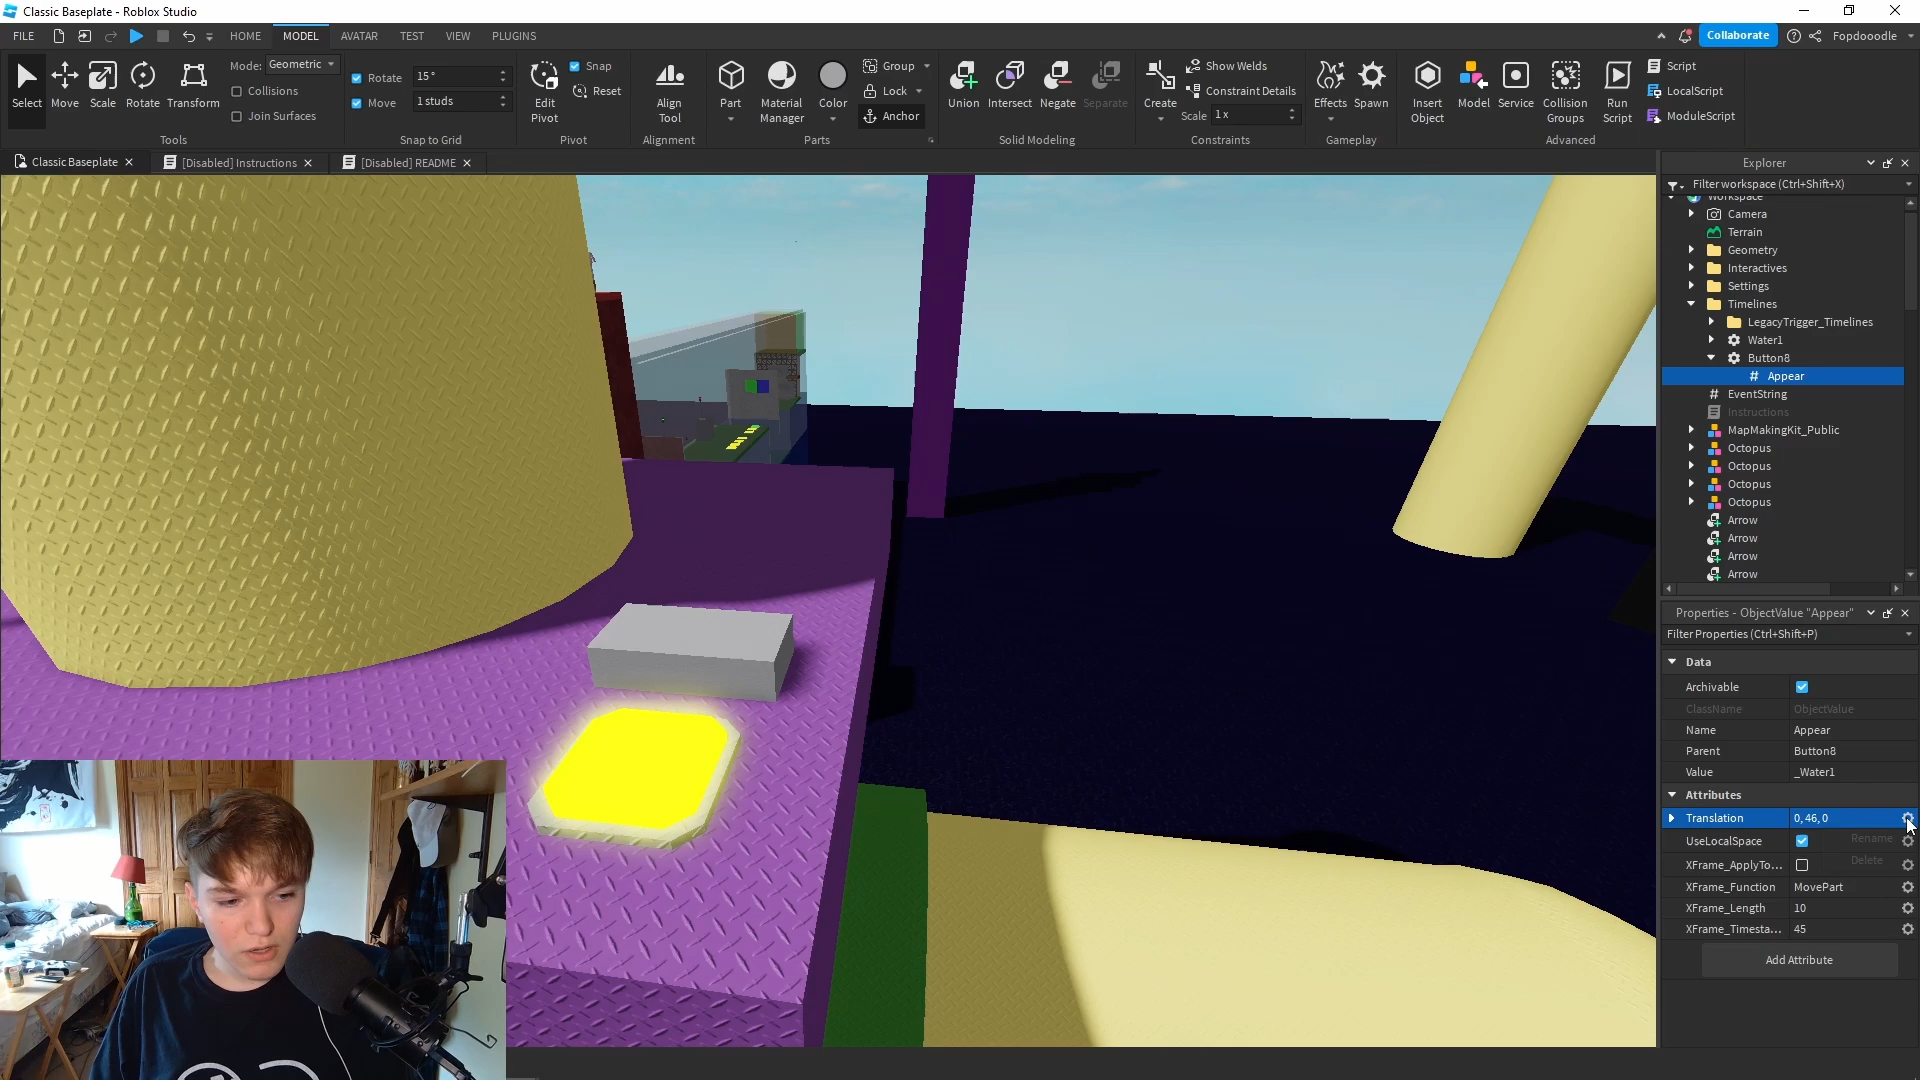 Classic Baseplate - Roblox Studio
FILE HOME MODEL AVATAR TEST VIEW PLUGINS
Collaborate
Fopdooodle
Select
Move
Scale
Rotate
Transform
Mode: Geometric
Collisions
Join Surfaces
Tools
Rotate 15°
Move 1 studs
Snap to Grid
Edit
Pivot
Snap
Reset
Pivot
Align
Tool
Alignment
Part
Material
Manager
Color
Group
Lock
Anchor
Parts
Union
Intersect
Negate
Separate
Solid Modeling
Create
Show Welds
Constraint Details
Scale 1 x
Constraints
Effects
Spawn
Gameplay
Insert
Object
Model
Service
Collision
Groups
Run
Script
Script
LocalScript
ModuleScript
Advanced
Classic Baseplate
[Disabled] Instructions
[Disabled] README
Explorer
Filter workspace (Ctrl+Shift+X)
Workspace
Camera
Terrain
Geometry
Interactives
Settings
Timelines
LegacyTrigger_Timelines
Water1
Button8
# Appear
# EventString
Instructions
MapMakingKit_Public
Octopus
Octopus
Octopus
Octopus
Arrow
Arrow
Arrow
Arrow
Properties - ObjectValue "Appear"
Filter Properties (Ctrl+Shift+P)
Data
Archivable
ClassName ObjectValue
Name Appear
Parent Button8
Value _Water1
Attributes
Translation 0, 46, 0
UseLocalSpace
Rename
XFrame_ApplyTo...
Delete
XFrame_Function MovePart
XFrame_Length 10
XFrame_Timesta... 45
Add Attribute